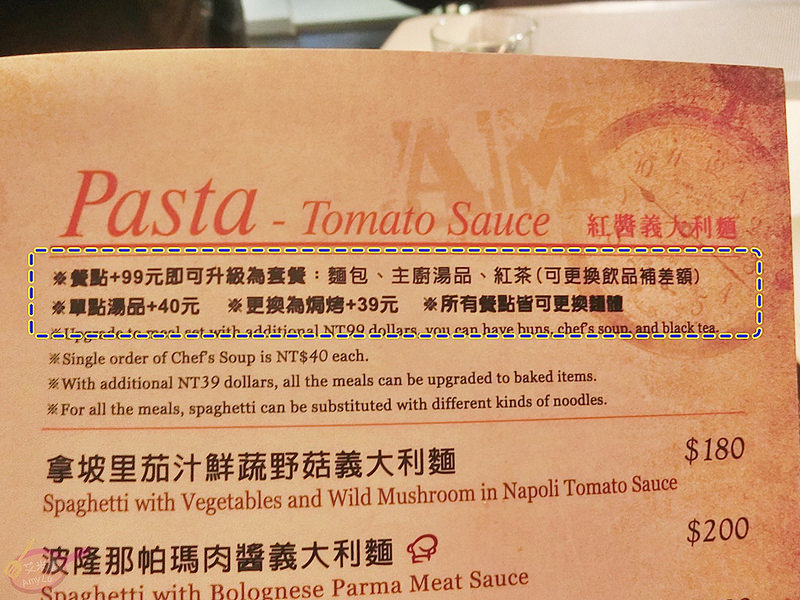 AM
Pasta - Tomato Sauce 紅醬義大利麵
※餐點+99元即可升級為套餐：麵包、主廚湯品、紅茶(可更換飲品補差額)
※單點湯品+40元 ※更換為焗烤+39元 ※所有餐點皆可更換麵體
※Upgrade to meal set with additional NT99 dollars, you can have buns, chef's soup, and black tea.
※Single order of Chef's Soup is NT$40 each.
※With additional NT39 dollars, all the meals can be upgraded to baked items.
※For all the meals, spaghetti can be substituted with different kinds of noodles.
拿坡里茄汁鮮蔬野菇義大利麵 $180
Spaghetti with Vegetables and Wild Mushroom in Napoli Tomato Sauce
波隆那帕瑪肉醬義大利麵 $200
Spaghetti with Bolognese Parma Meat Sauce
AmyLu